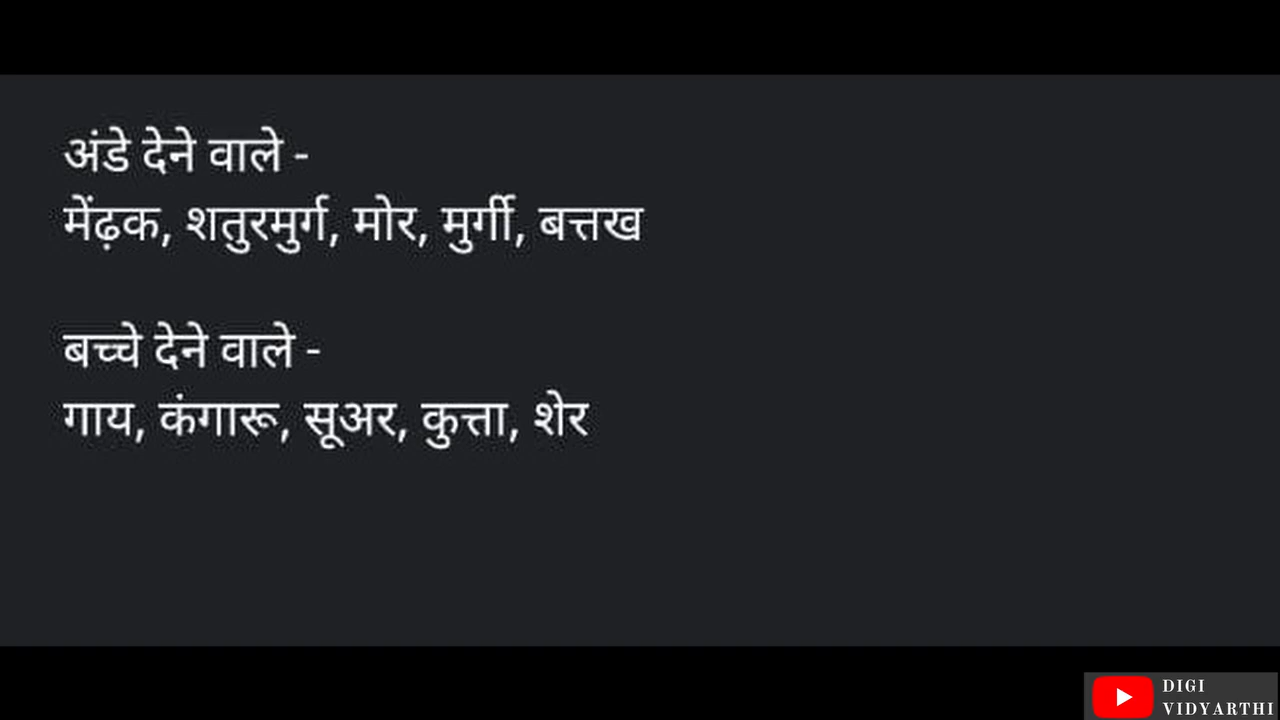 अंडे देने वाले -
मेंढ़क, शतुरमुर्ग, मोर, मुर्गी, बत्तख
बच्चे देने वाले -
गाय, कंगारू, सूअर, कुत्ता, शेर
DIGI
VIDYARTHI